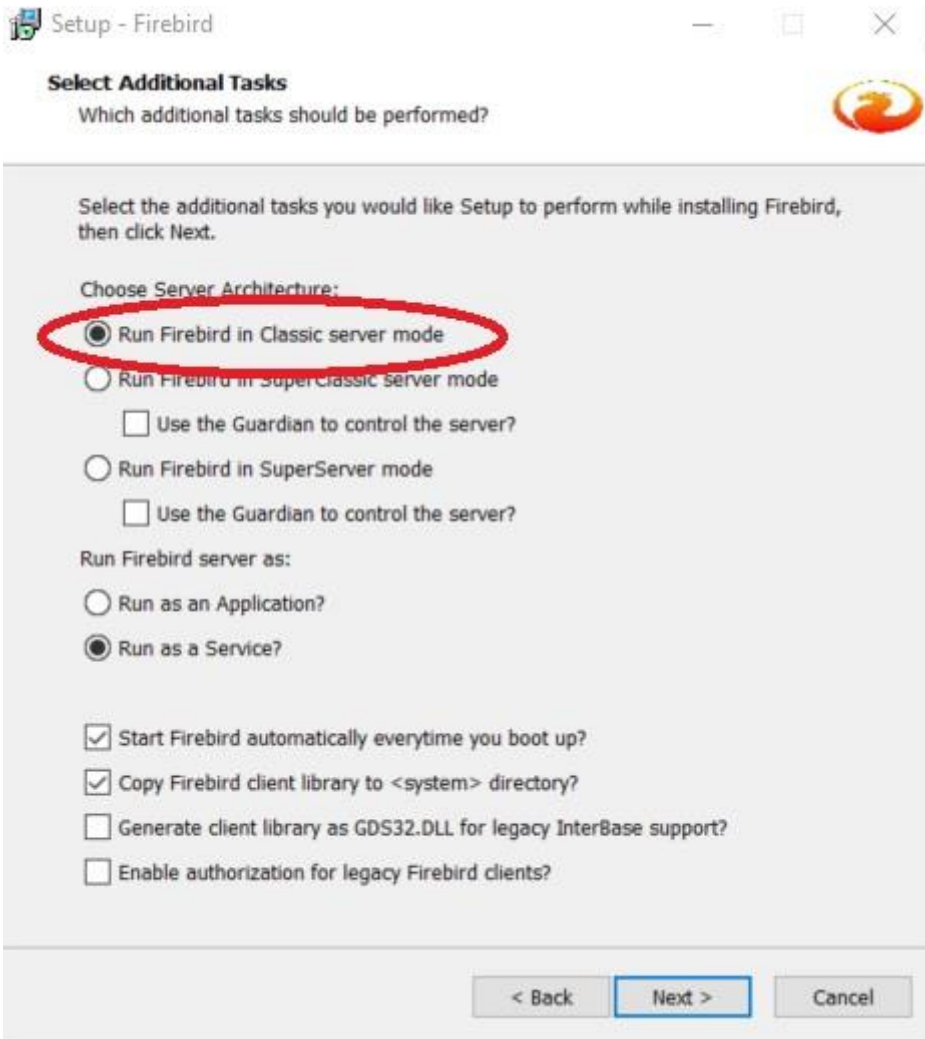 Setup - Firebird
Select Additional Tasks
Which additional tasks should be performed?
Select the additional tasks you would like Setup to perform while installing Firebird,
then click Next.
Choose Server Architecture:
Run Firebird in Classic server mode
Run Firebird in SuperClassic server mode
Use the Guardian to control the server?
Run Firebird in SuperServer mode
Use the Guardian to control the server?
Run Firebird server as:
Run as an Application?
Run as a Service?
Start Firebird automatically everytime you boot up?
Copy Firebird client library to <system> directory?
Generate client library as GDS32.DLL for legacy InterBase support?
Enable authorization for legacy Firebird clients?
< Back
Next >
Cancel